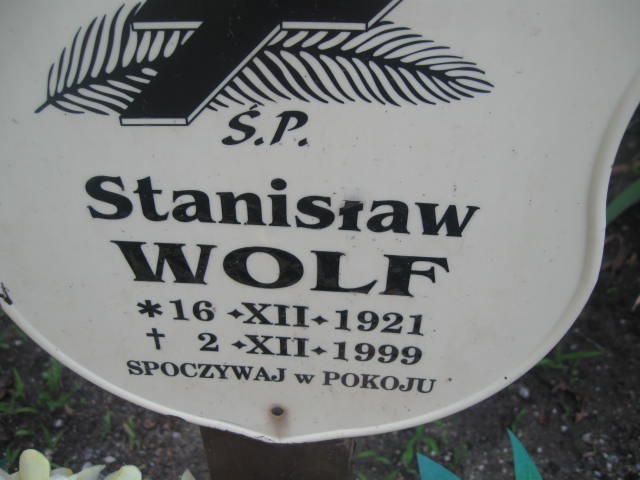 Ś.P.
Stanisław
WOLF
* 16 ✦ XII ✦ 1921
† 2 ✦ XII ✦ 1999
SPOCZYWAJ w POKOJU